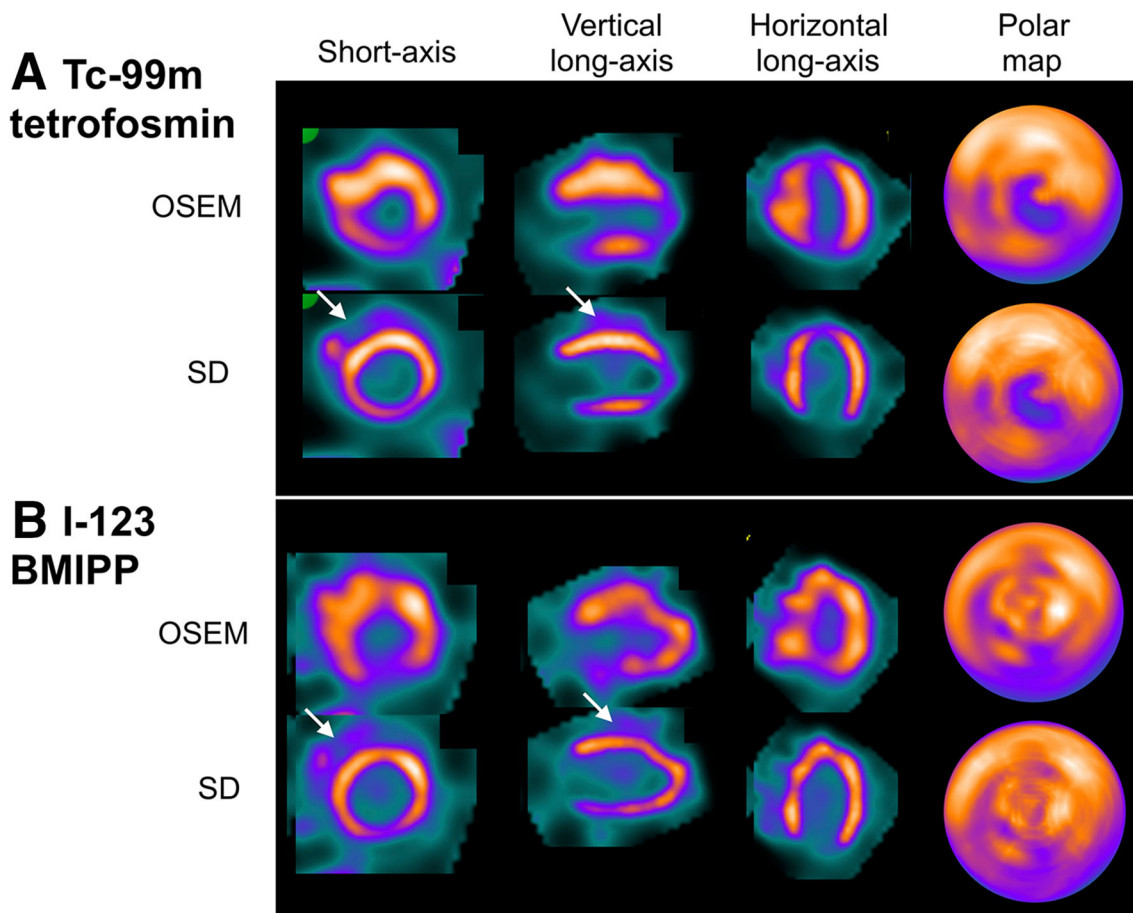 Short-axis
Vertical
long-axis
Horizontal
long-axis
Polar
map
A Tc-99m
tetrofosmin
OSEM
SD
B I-123
BMIPP
OSEM
SD